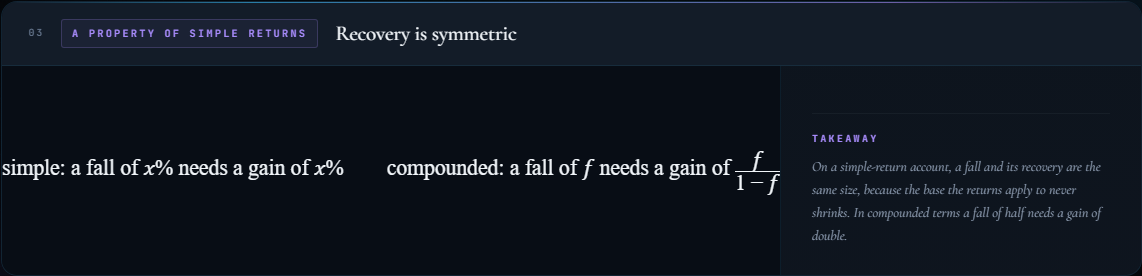 03
A PROPERTY OF SIMPLE RETURNS
Recovery is symmetric
simple: a fall of x% needs a gain of x%
compounded: a fall of f needs a gain of f/(1 − f
TAKEAWAY
On a simple-return account, a fall and its recovery are the
same size, because the base the returns apply to never
shrinks. In compounded terms a fall of half needs a gain of
double.